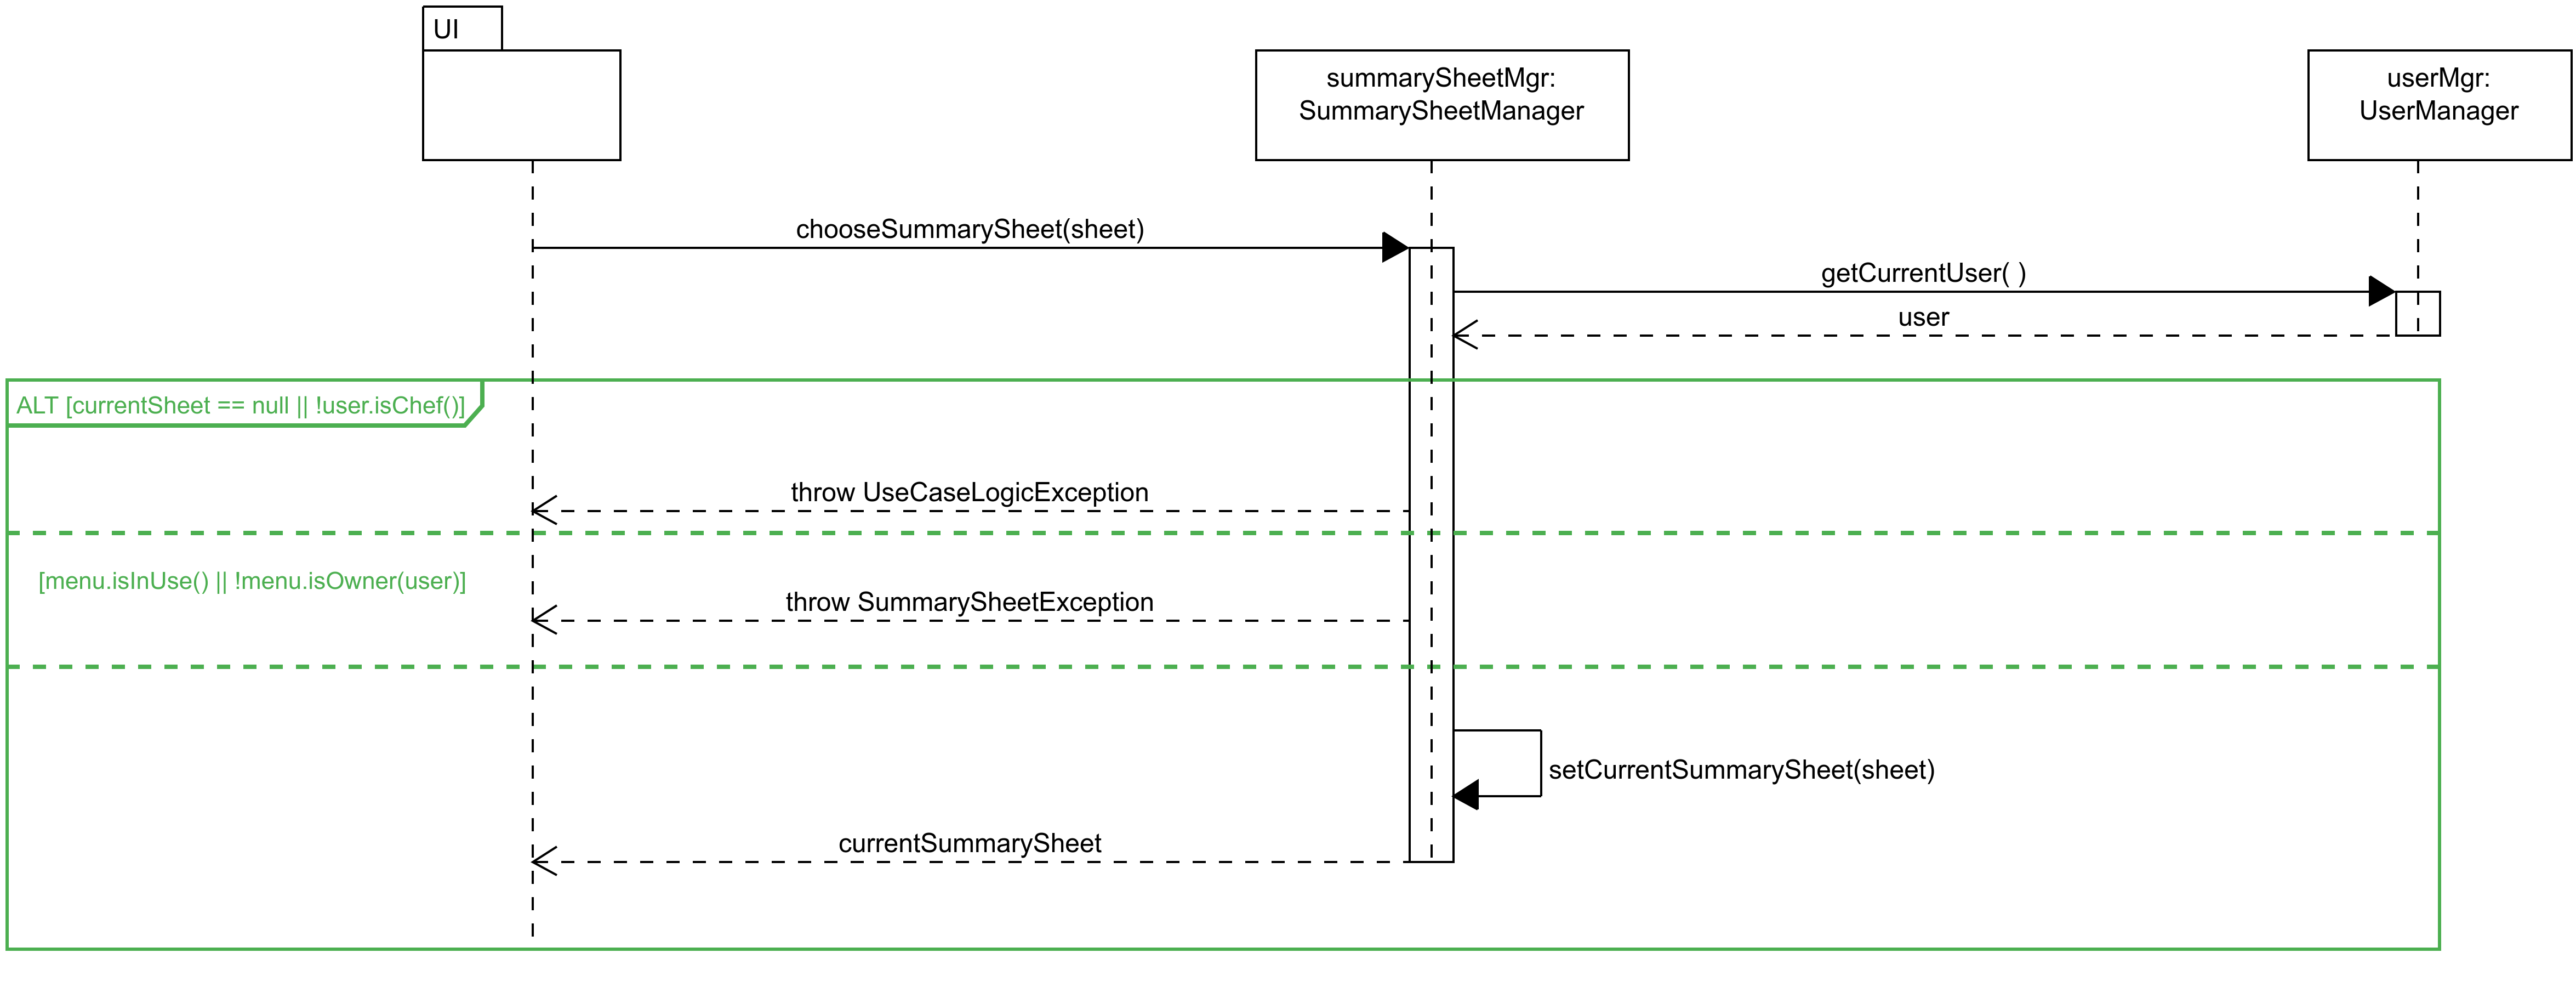 UI
summarySheetMgr:
SummarySheetManager
userMgr:
UserManager
chooseSummarySheet(sheet)
getCurrentUser( )
user
ALT [currentSheet == null || !user.isChef()]
throw UseCaseLogicException
[menu.isInUse() || !menu.isOwner(user)]
throw SummarySheetException
setCurrentSummarySheet(sheet)
currentSummarySheet